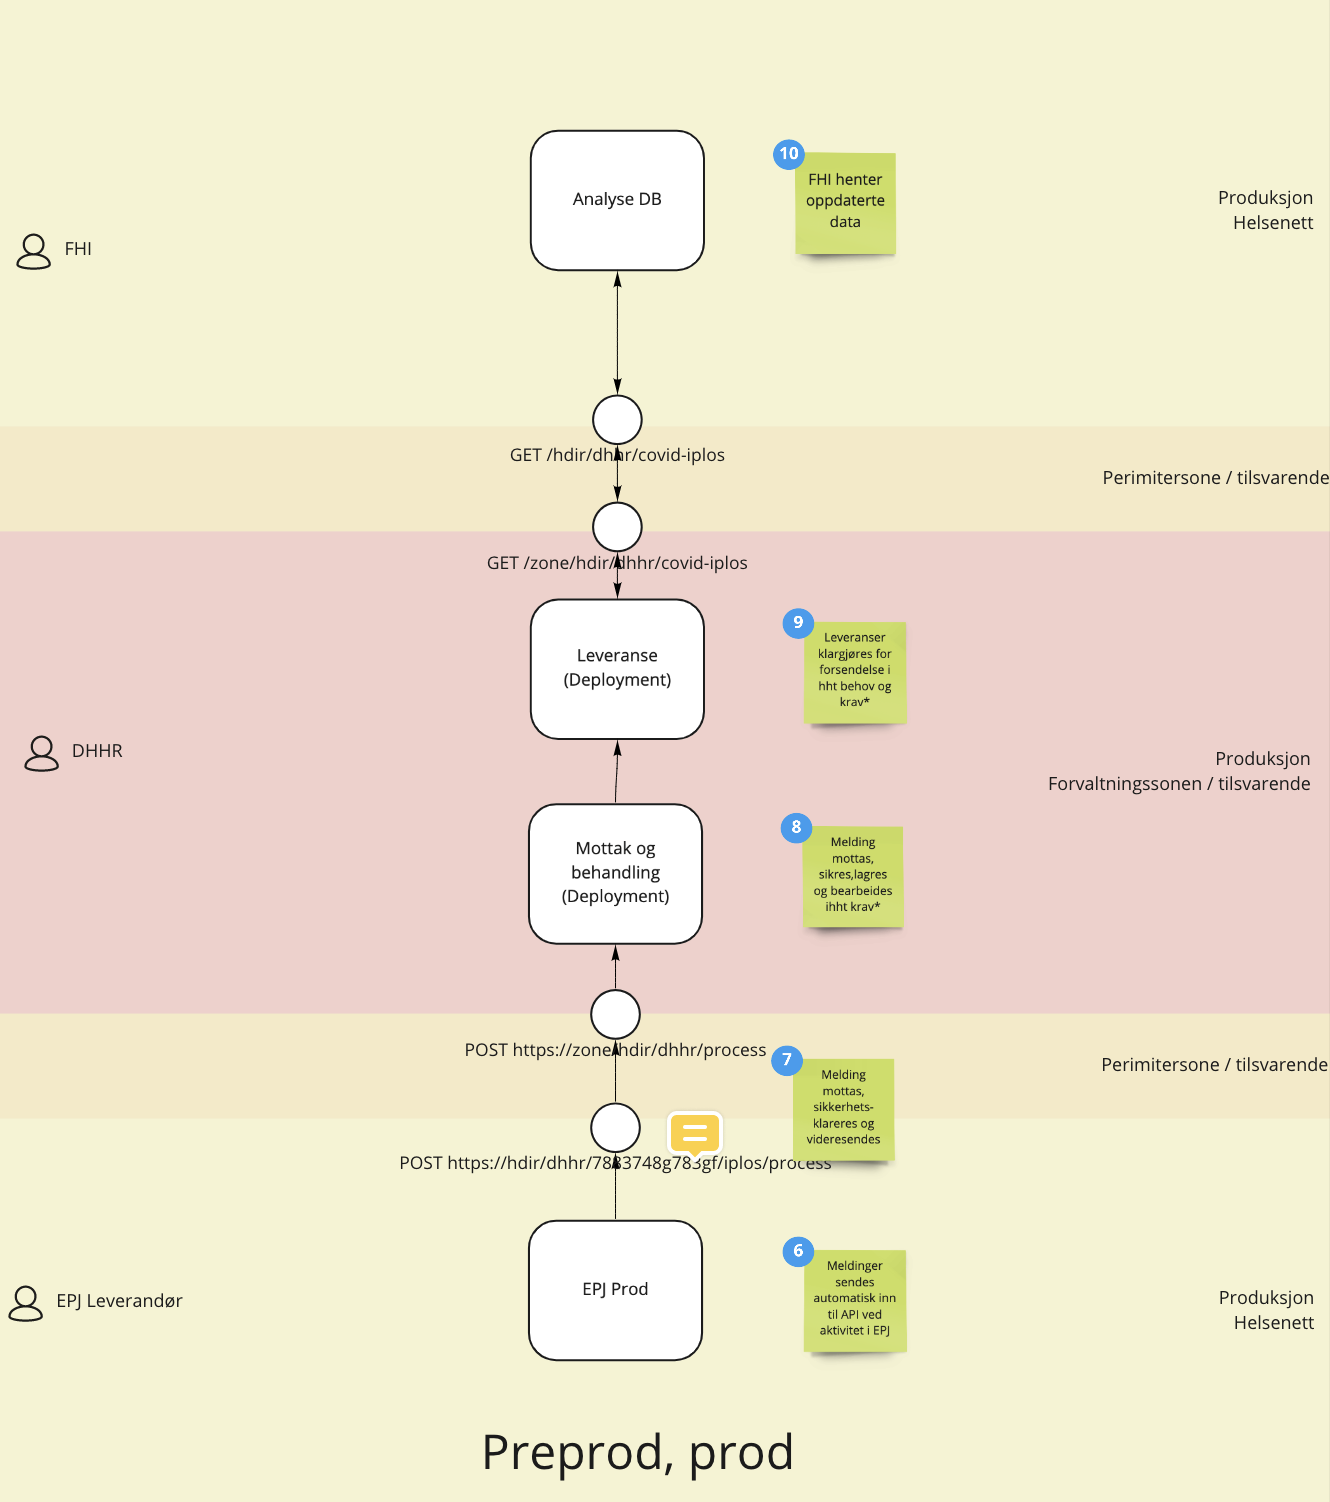 10
FHI henter
oppdaterte
data
Analyse DB
Produksjon
Helsenett
FHI
GET /hdir/dhhr/covid-iplos
Perimitersone / tilsvarende
GET /zone/hdir/dhhr/covid-iplos
9
Leveranser
klargjøres for
forsendelse i
hht behov og
krav*
Leveranse
(Deployment)
DHHR
Produksjon
Forvaltningssonen / tilsvarende
8
Melding
mottas,
sikres,lagres
og bearbeides
ihht krav*
Mottak og
behandling
(Deployment)
POST https://zone/hdir/dhhr/process
Perimitersone / tilsvarende
7
Melding
mottas,
sikkerhets-
klareres og
videresendes
POST https://hdir/dhhr/7883748g783gf/iplos/process
6
Meldinger
sendes
automatisk inn
til API ved
aktivitet i EPJ
EPJ Prod
EPJ Leverandør
Produksjon
Helsenett
Preprod, prod